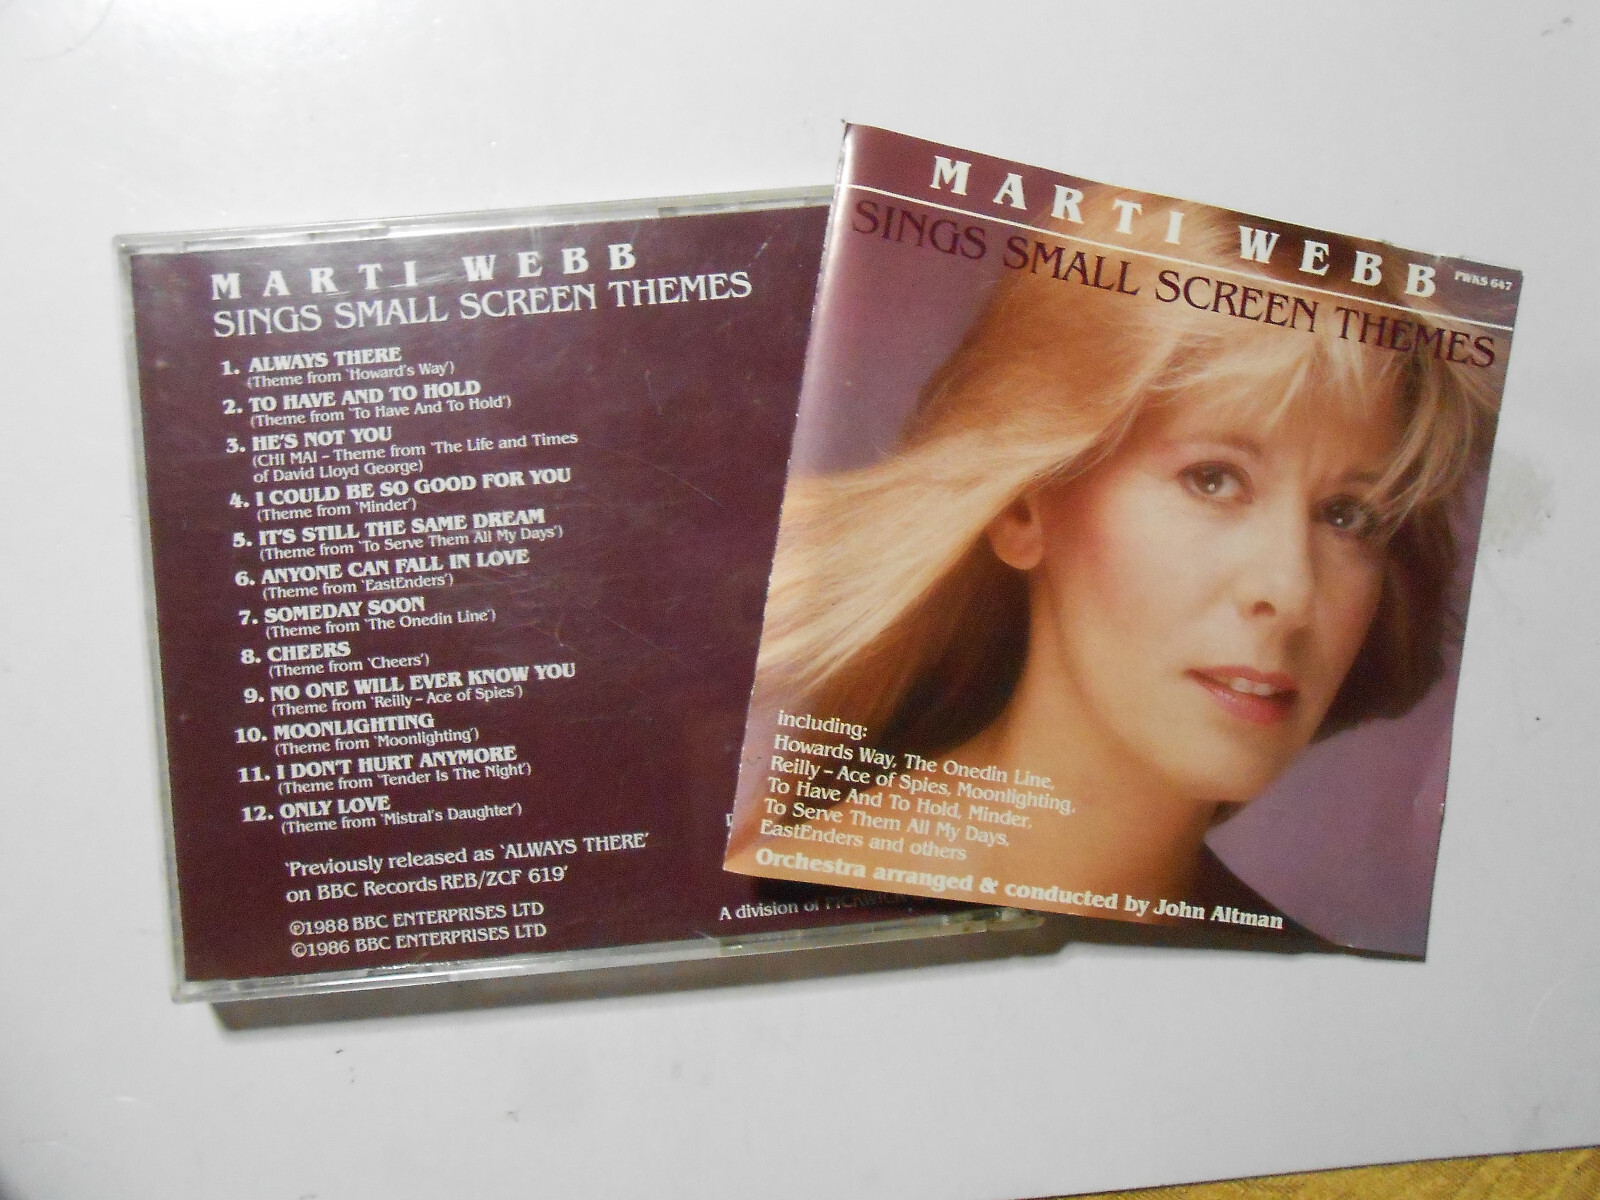 MARTI WEBB
SINGS SMALL SCREEN THEMES
1. ALWAYS THERE
(Theme from 'Howard's Way')
2. TO HAVE AND TO HOLD
(Theme from 'To Have And To Hold')
3. HE'S NOT YOU
(CHI MAI – Theme from 'The Life and Times
of David Lloyd George)
4. I COULD BE SO GOOD FOR YOU
(Theme from 'Minder')
5. IT'S STILL THE SAME DREAM
(Theme from 'To Serve Them All My Days')
6. ANYONE CAN FALL IN LOVE
(Theme from 'EastEnders')
7. SOMEDAY SOON
(Theme from 'The Onedin Line')
8. CHEERS
(Theme from 'Cheers')
9. NO ONE WILL EVER KNOW YOU
(Theme from 'Reilly – Ace of Spies')
10. MOONLIGHTING
(Theme from 'Moonlighting')
11. I DON'T HURT ANYMORE
(Theme from 'Tender Is The Night')
12. ONLY LOVE
(Theme from 'Mistral's Daughter')
'Previously released as 'ALWAYS THERE'
on BBC Records REB/ZCF 619'
℗1988 BBC ENTERPRISES LTD
©1986 BBC ENTERPRISES LTD
A division of PICKWICK
MARTI WEBB
PWKS 647
SINGS SMALL SCREEN THEMES
including:
Howards Way, The Onedin Line,
Reilly – Ace of Spies, Moonlighting,
To Have And To Hold, Minder,
To Serve Them All My Days,
EastEnders and others
Orchestra arranged & conducted by John Altman